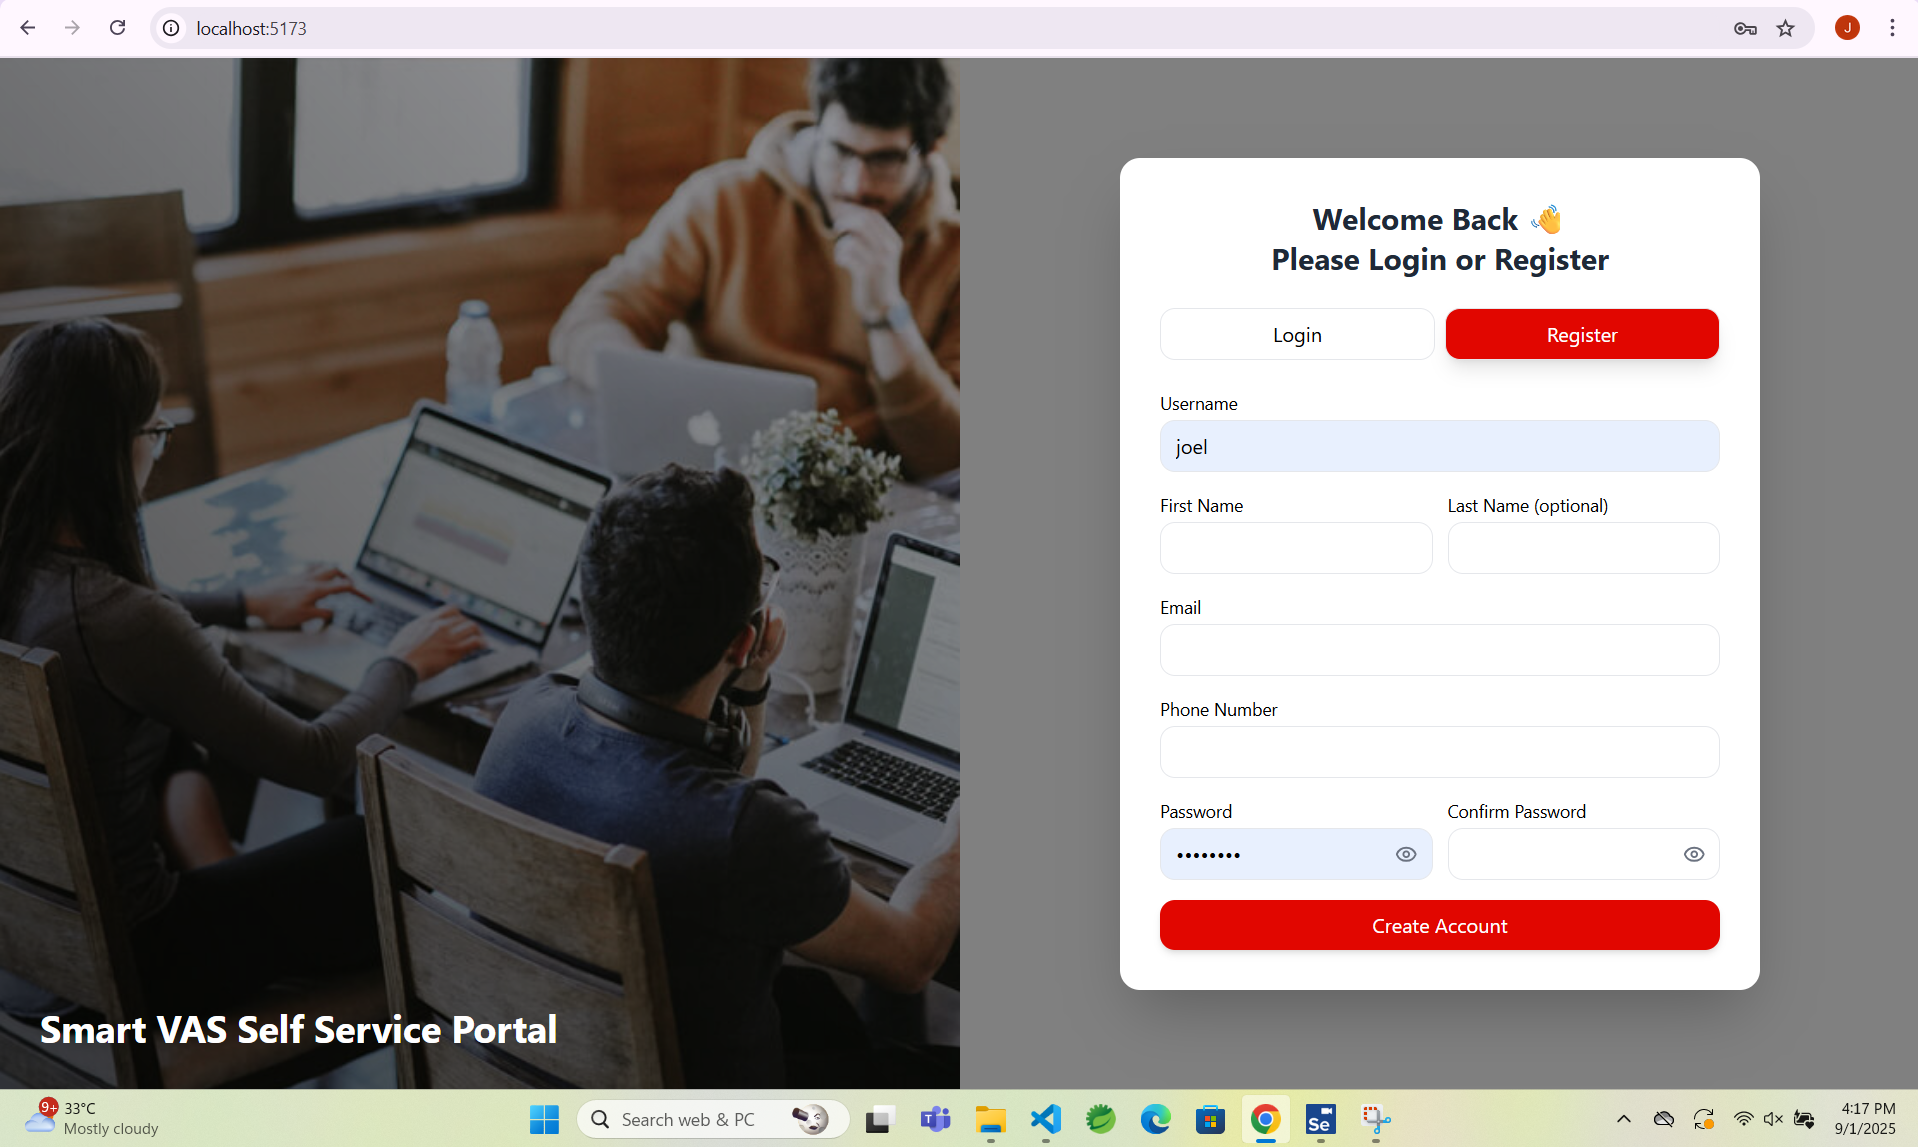 localhost:5173
J
Welcome Back 👋
Please Login or Register
Login
Register
Username
joel
First Name
Last Name (optional)
Email
Phone Number
Password
Confirm Password
••••••••
Create Account
Smart VAS Self Service Portal
9+
33°C
Mostly cloudy
Search web & PC
Se
4:17 PM
9/1/2025